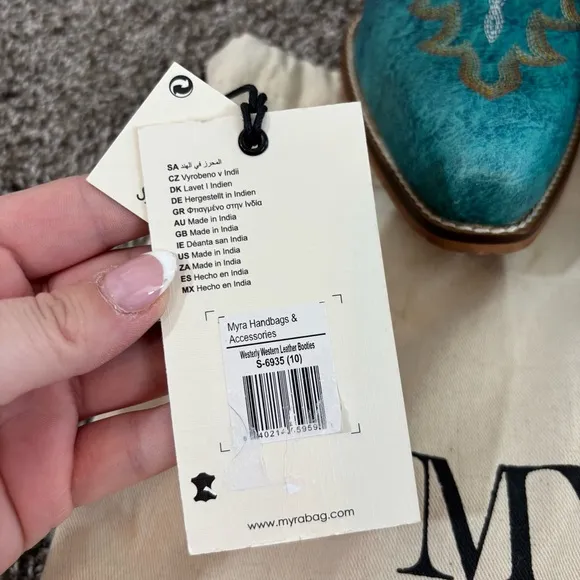 SA المحرز في الهند
CZ Vyrobeno v Indii
DK Lavet I Indien
DE Hergestellt in Indien
GR Φτιαγμένο στην Ινδία
AU Made in India
GB Made in India
IE Déanta san India
US Made in India
ZA Made in India
ES Hecho en India
MX Hecho en India
Myra Handbags &
Accessories
Westerly Western Leather Booties
S-6935 (10)
www.myrabag.com
MY